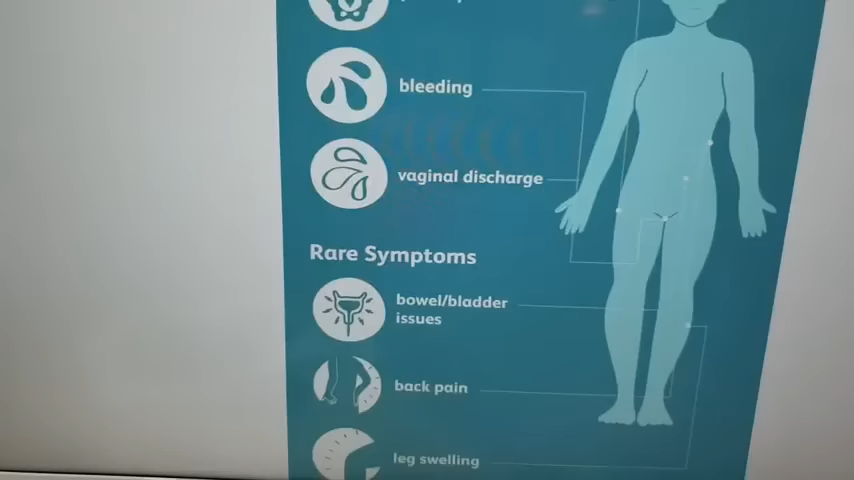 bleeding
vaginal discharge
Rare Symptoms
bowel/bladder
issues
back pain
leg swelling